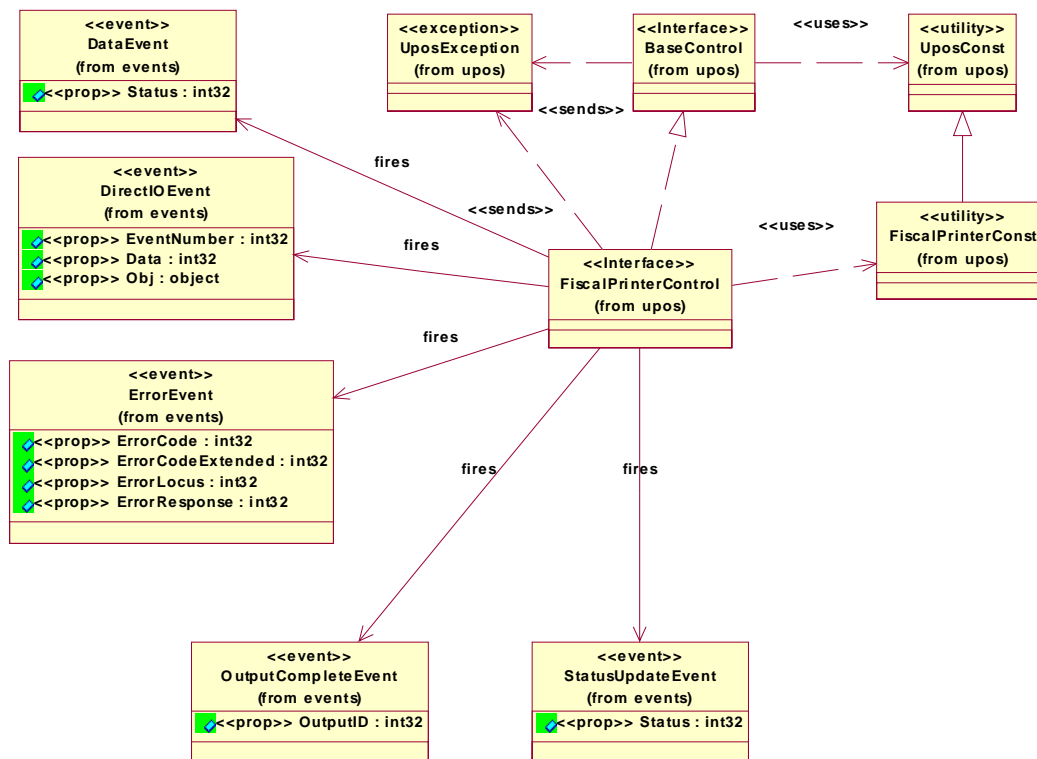 <<event>>
DataEvent
(from events)
<<prop>> Status : int32
<<exception>>
UposException
(from upos)
<<Interface>>
BaseControl
(from upos)
<<uses>>
<<utility>>
UposConst
(from upos)
<<sends>>
fires
<<event>>
DirectIOEvent
(from events)
<<prop>> EventNumber : int32
<<prop>> Data : int32
<<prop>> Obj : object
<<sends>>
fires
<<uses>>
<<utility>>
FiscalPrinterConst
(from upos)
<<Interface>>
FiscalPrinterControl
(from upos)
fires
<<event>>
ErrorEvent
(from events)
<<prop>> ErrorCode : int32
<<prop>> ErrorCodeExtended : int32
<<prop>> ErrorLocus : int32
<<prop>> ErrorResponse : int32
fires
fires
<<event>>
OutputCompleteEvent
(from events)
<<prop>> OutputID : int32
<<event>>
StatusUpdateEvent
(from events)
<<prop>> Status : int32